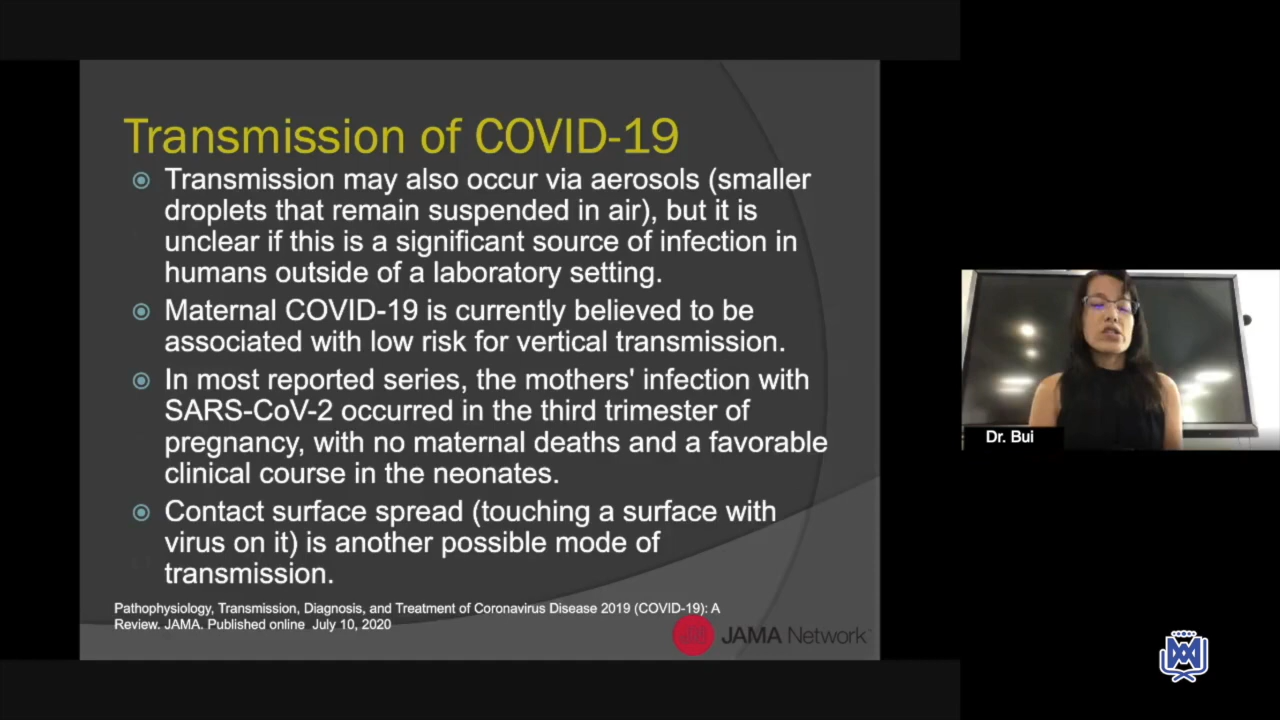 Transmission of COVID-19
Transmission may also occur via aerosols (smaller
droplets that remain suspended in air), but it is
unclear if this is a significant source of infection in
humans outside of a laboratory setting.
Maternal COVID-19 is currently believed to be
associated with low risk for vertical transmission.
In most reported series, the mothers' infection with
SARS-CoV-2 occurred in the third trimester of
pregnancy, with no maternal deaths and a favorable
clinical course in the neonates.
Contact surface spread (touching a surface with
virus on it) is another possible mode of
transmission.
Pathophysiology, Transmission, Diagnosis, and Treatment of Coronavirus Disease 2019 (COVID-19): A
Review. JAMA. Published online July 10, 2020
JAMA Network
Dr. Bui